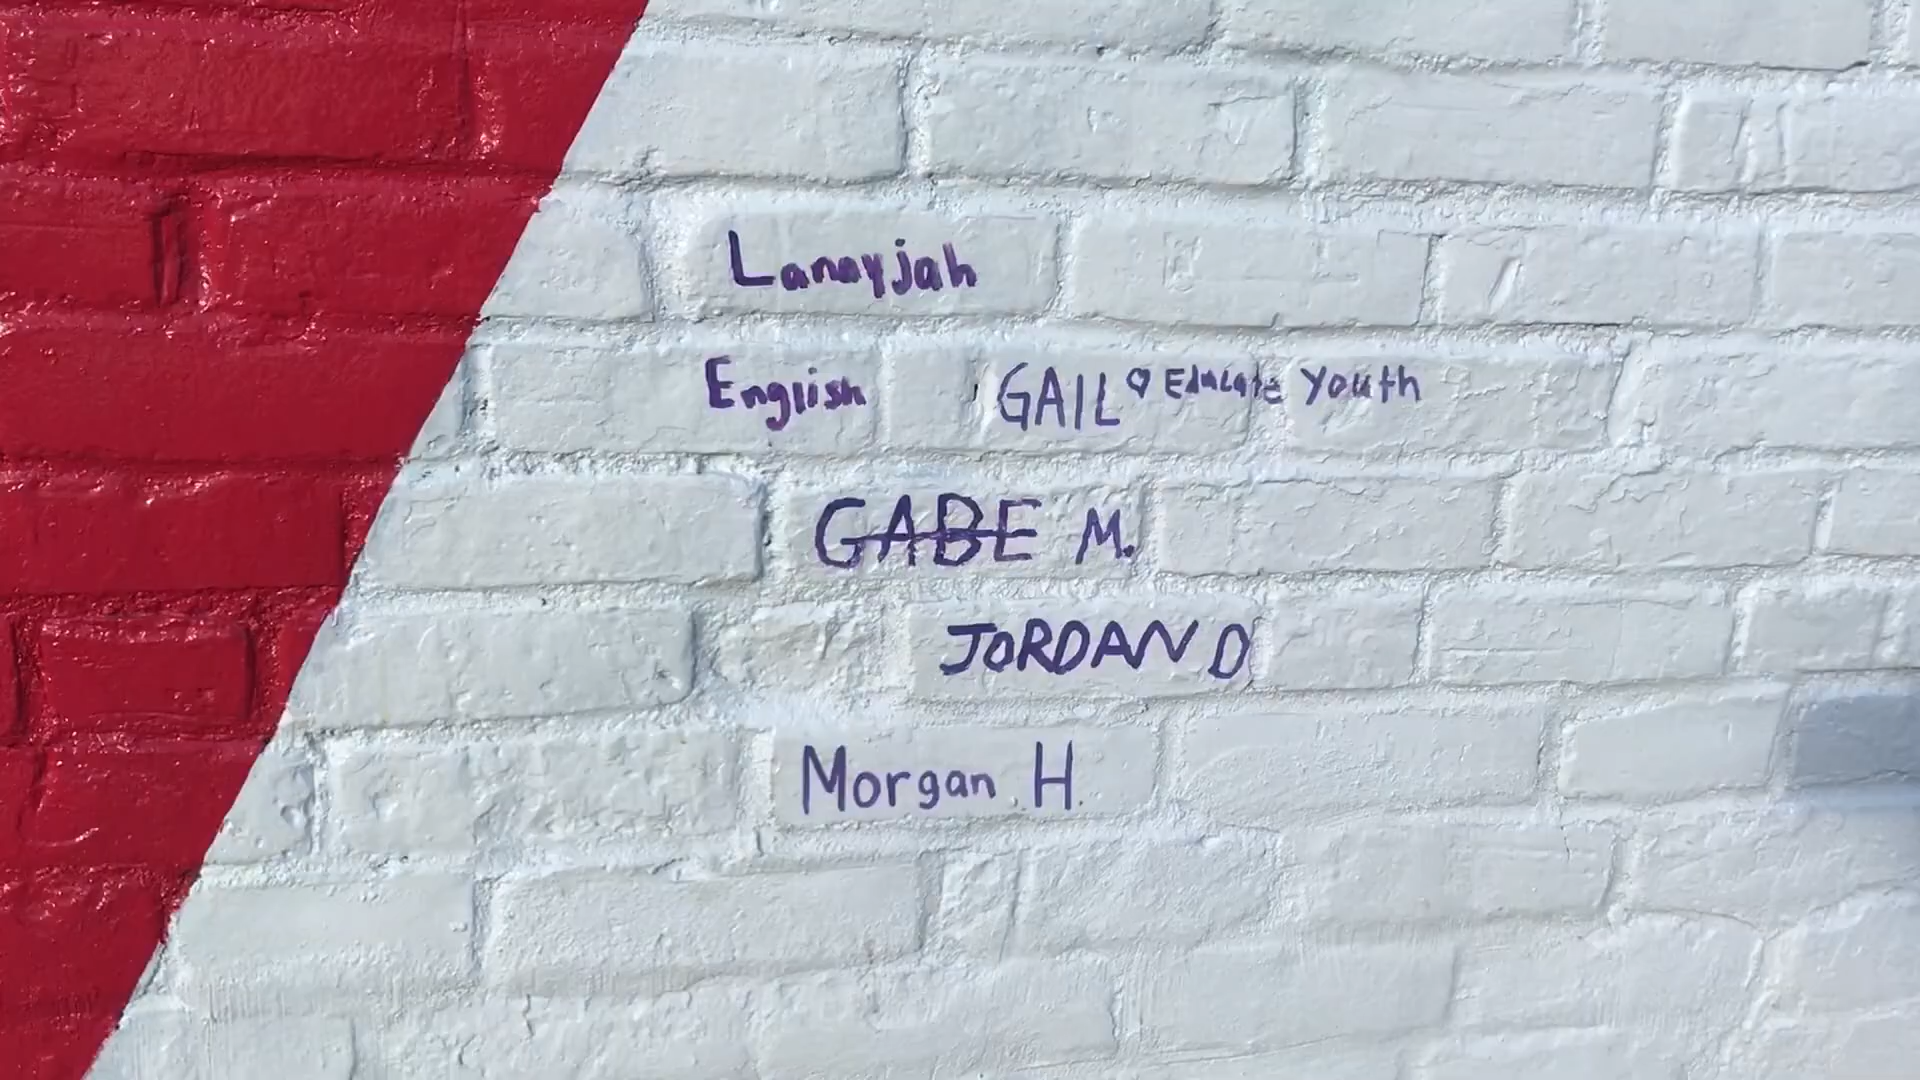 Lanayjah
English GAIL Educate Youth
GABE M.
JORDAN D
Morgan H.